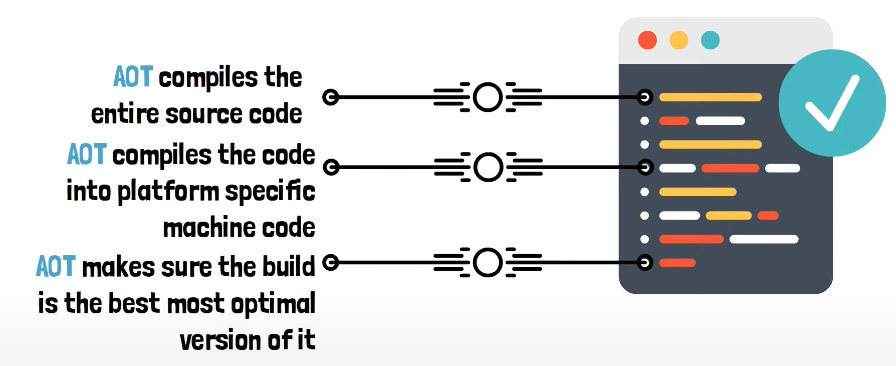 AOT compiles the
entire source code
AOT compiles the code
into platform specific
machine code
AOT makes sure the build
is the best most optimal
version of it